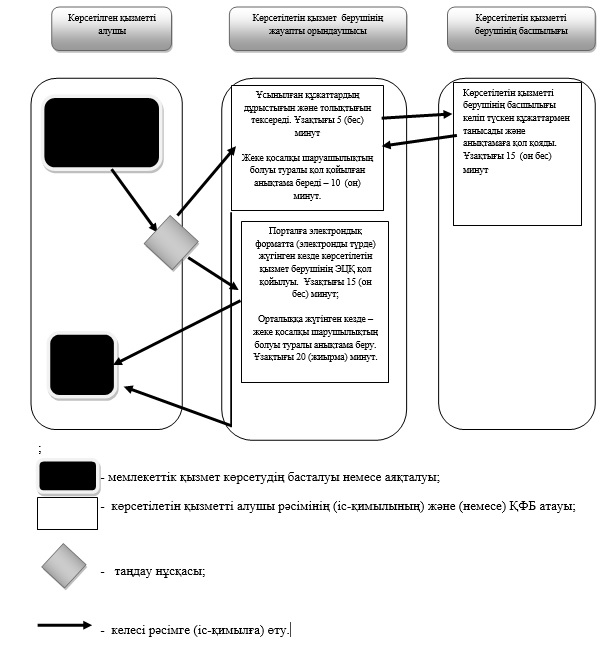 Көрсетілген қызметті
алушы
Көрсетілетін қызмет берушінің
жауапты орындаушысы
Көрсетілетін қызметті
берушінің басшылығы
Ұсынылған құжаттардың
дұрыстығын және толықтығын
тексереді. Ұзақтығы 5 (бес)
минут
Жеке қосалқы шаруашылықтың
болуы туралы қол қойылған
анықтама береді – 10 (он)
минут.
Көрсетілетін қызметті
берушінің басшылығы
келіп түскен құжаттармен
танысады және
анықтамаға қол қояды.
Ұзақтығы 15 (он бес)
минут
Порталға электрондық
форматта (электронды түрде)
жүгінген кезде көрсетілетін
қызмет берушінің ЭЦҚ қол
қойылуы. Ұзақтығы 15 (он
бес) минут;
Орталыққа жүгінген кезде –
жеке қосалқы шарушылықтың
болуы туралы анықтама беру.
Ұзақтығы 20 (жиырма) минут.
;
- мемлекеттік қызмет көрсетудің басталуы немесе аяқталуы;
- көрсетілетін қызметті алушы рәсімінің (іс-қимылының) және (немесе) ҚФБ атауы;
- таңдау нұсқасы;
- келесі рәсімге (іс-қимылға) өту.